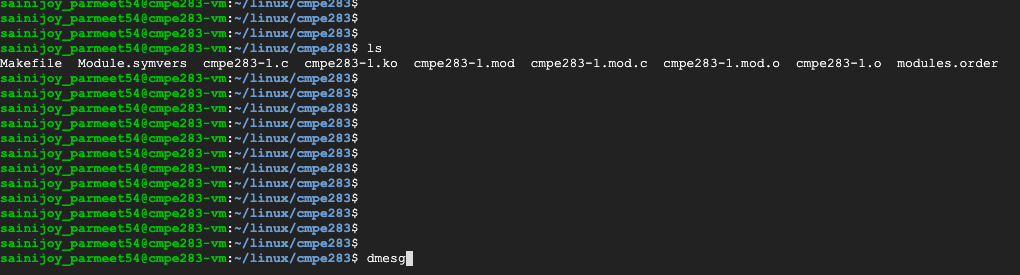 sainijoy_parmeet54@cmpe283-vm:~/linux/cmpe283$
sainijoy_parmeet54@cmpe283-vm:~/linux/cmpe283$
sainijoy_parmeet54@cmpe283-vm:~/linux/cmpe283$
sainijoy_parmeet54@cmpe283-vm:~/linux/cmpe283$ ls
Makefile  Module.symvers  cmpe283-1.c  cmpe283-1.ko  cmpe283-1.mod  cmpe283-1.mod.c  cmpe283-1.mod.o  cmpe283-1.o  modules.order
sainijoy_parmeet54@cmpe283-vm:~/linux/cmpe283$
sainijoy_parmeet54@cmpe283-vm:~/linux/cmpe283$
sainijoy_parmeet54@cmpe283-vm:~/linux/cmpe283$
sainijoy_parmeet54@cmpe283-vm:~/linux/cmpe283$
sainijoy_parmeet54@cmpe283-vm:~/linux/cmpe283$
sainijoy_parmeet54@cmpe283-vm:~/linux/cmpe283$
sainijoy_parmeet54@cmpe283-vm:~/linux/cmpe283$
sainijoy_parmeet54@cmpe283-vm:~/linux/cmpe283$
sainijoy_parmeet54@cmpe283-vm:~/linux/cmpe283$
sainijoy_parmeet54@cmpe283-vm:~/linux/cmpe283$
sainijoy_parmeet54@cmpe283-vm:~/linux/cmpe283$
sainijoy_parmeet54@cmpe283-vm:~/linux/cmpe283$
sainijoy_parmeet54@cmpe283-vm:~/linux/cmpe283$ dmesg